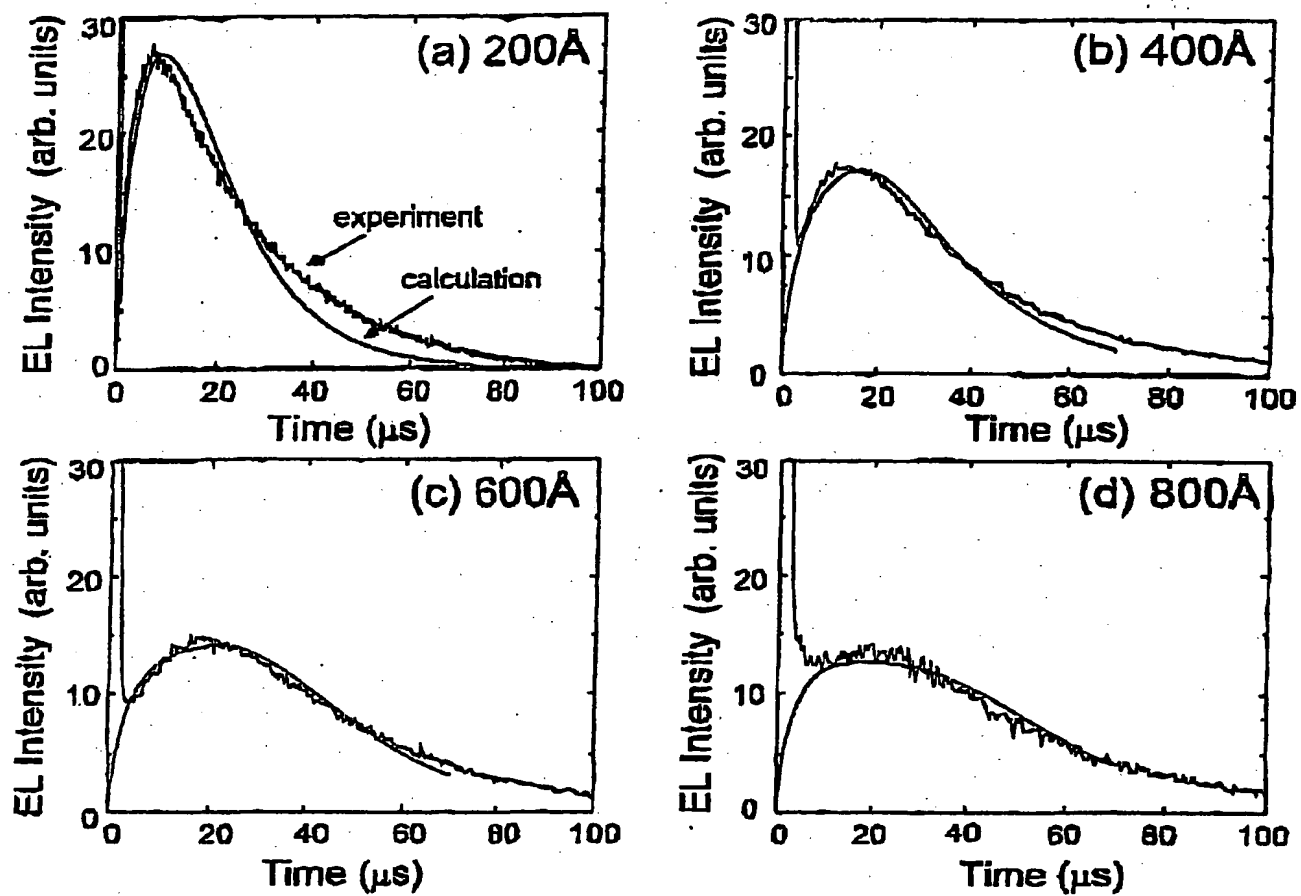 (a) 200Å
EL Intensity (arb. units)
30
20
10
0
experiment
calculation
0 20 40 60 80 100
Time (μs)
(b) 400Å
EL Intensity (arb. units)
30
20
10
0
0 20 40 60 80 100
Time (μs)
(c) 600Å
EL Intensity (arb. units)
30
20
10
0
0 20 40 60 80 100
Time (μs)
(d) 800Å
EL Intensity (arb. units)
30
20
10
0
0 20 40 60 80 100
Time (μs)